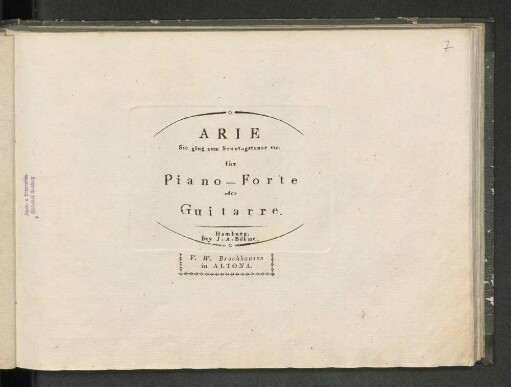 7
ARIE
Sie ging zum Sonntagstanze etc:
für
Piano-Forte
oder
Guitarre.
Hamburg,
Bey J. A. Böhme.
F. W. Brockhausen
in ALTONA.